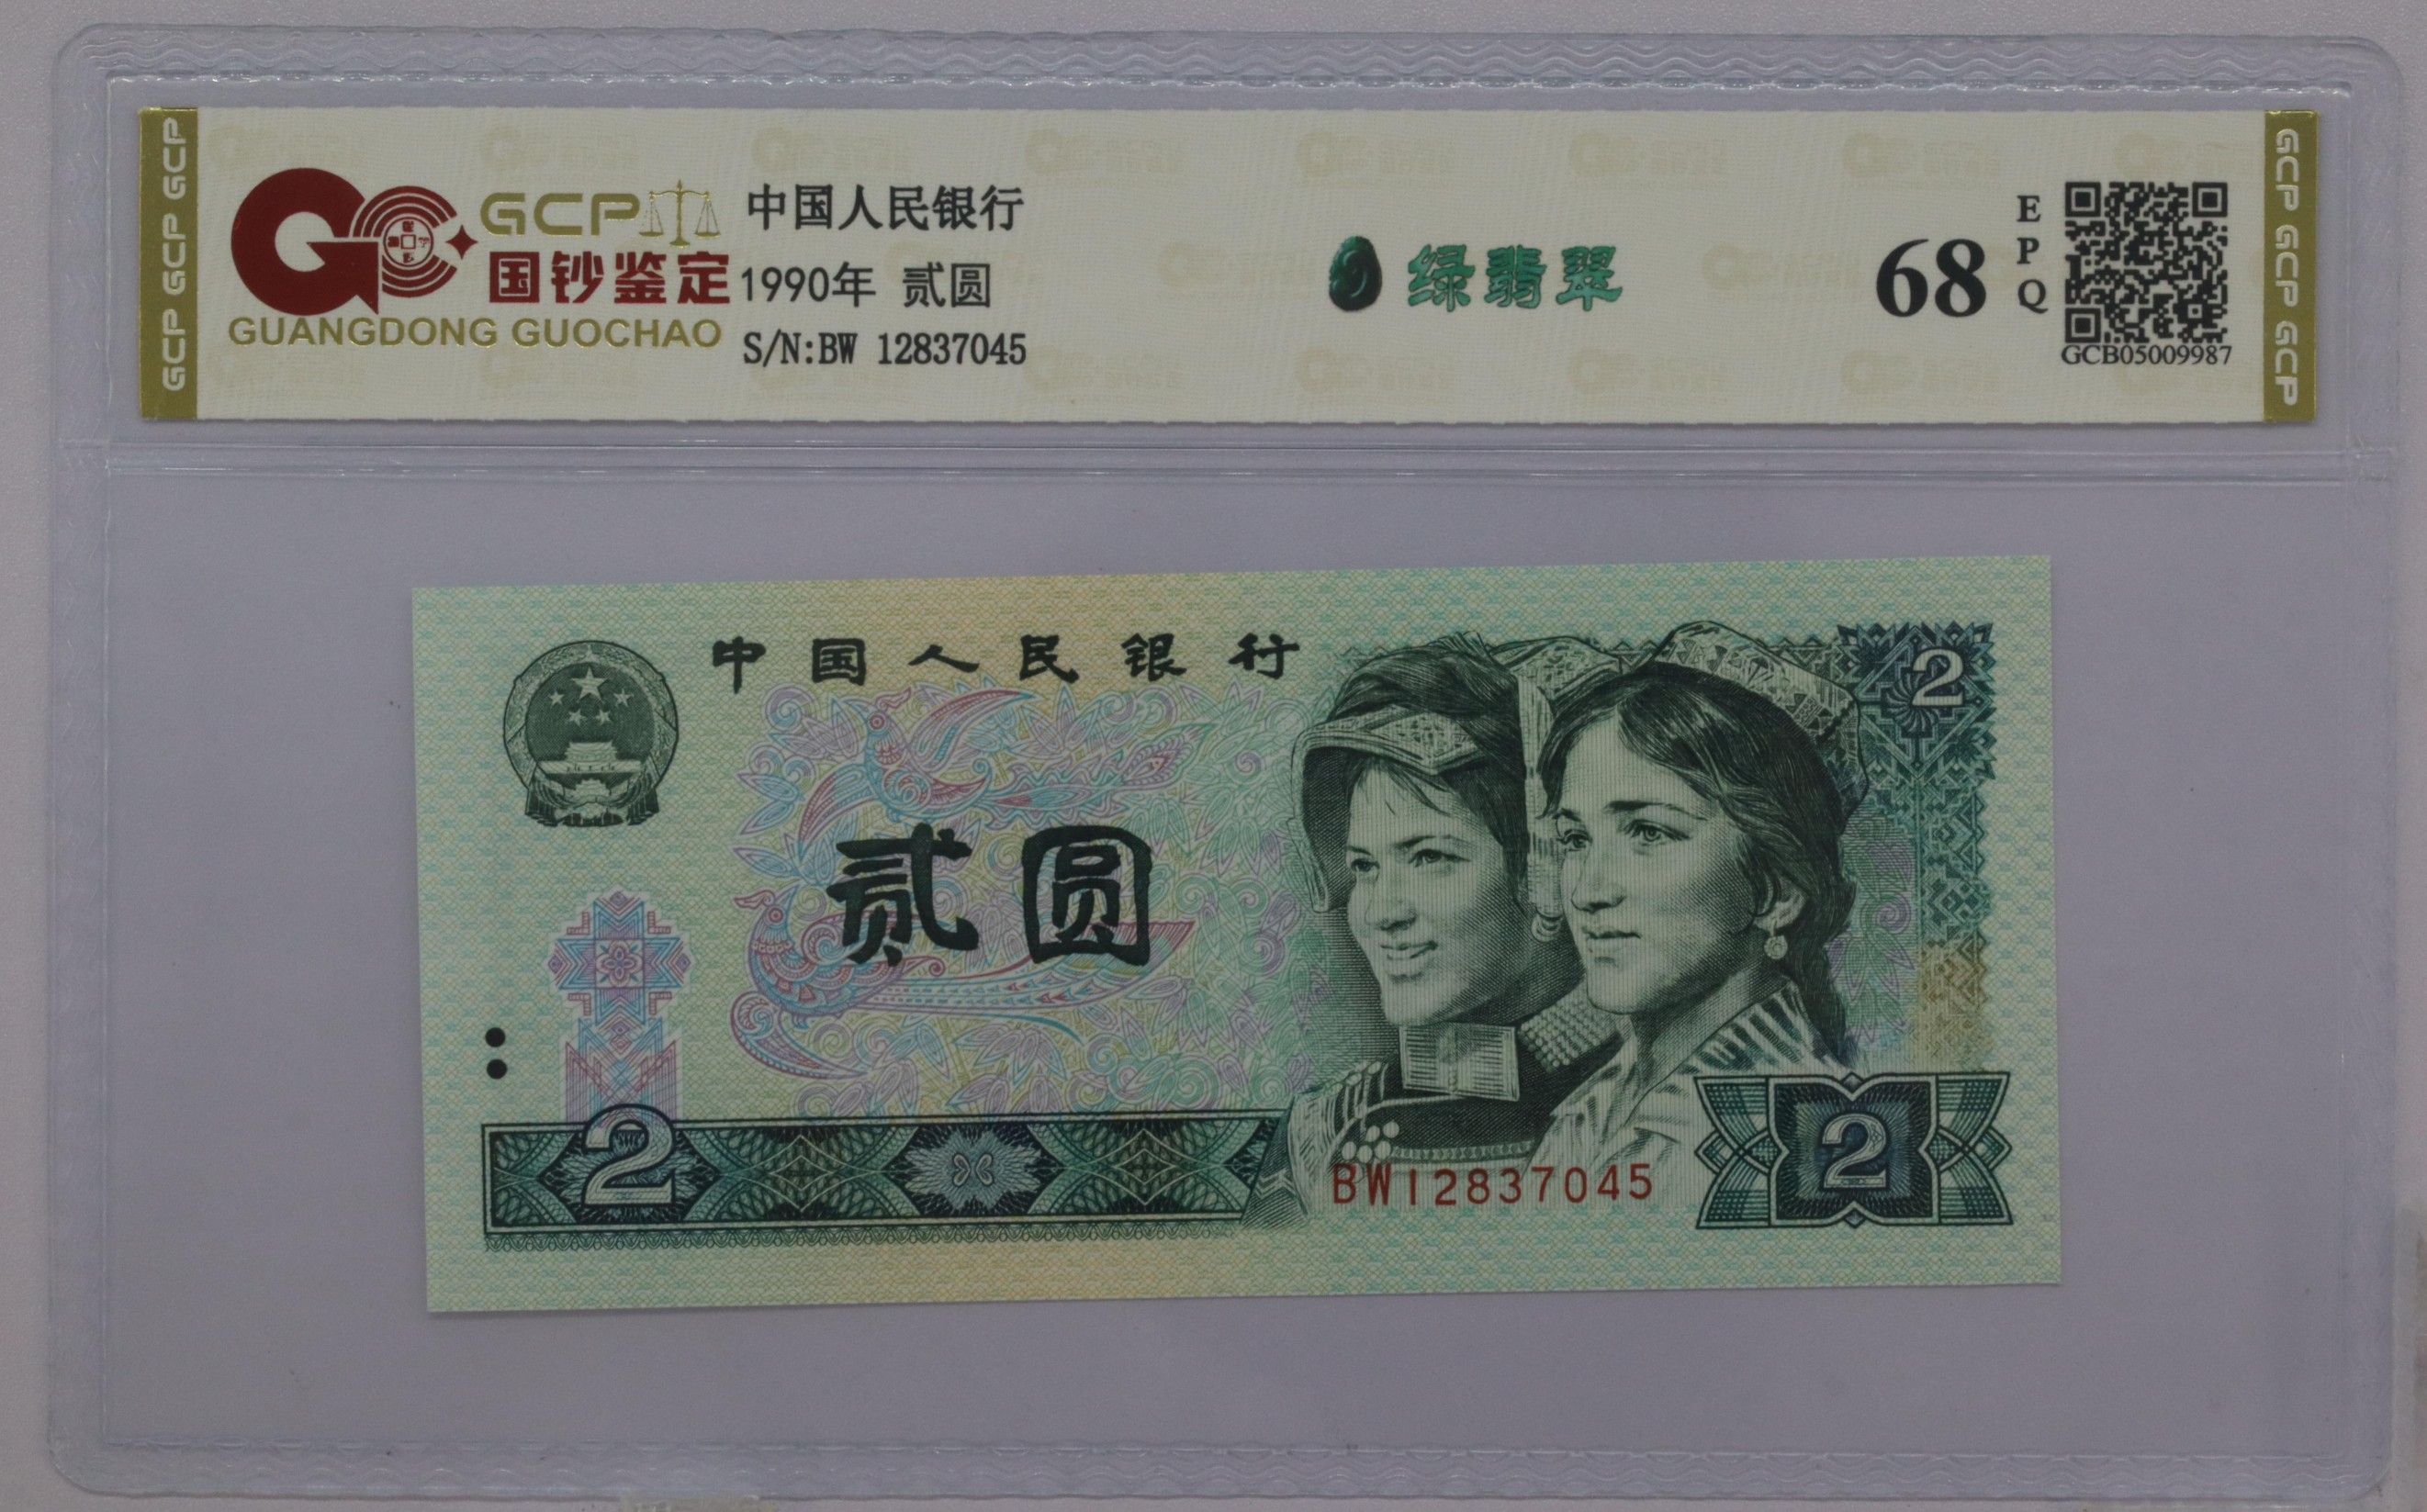 GCP GCP GCP
GCP
国钞鉴定
GUANGDONG GUOCHAO
中国人民银行
1990年 贰圆
S/N:BW 12837045
绿翡翠
68
EPQ
GCB05009987
GCP GCP GCP
中国人民银行
2
贰圆
2
BW12837045
2